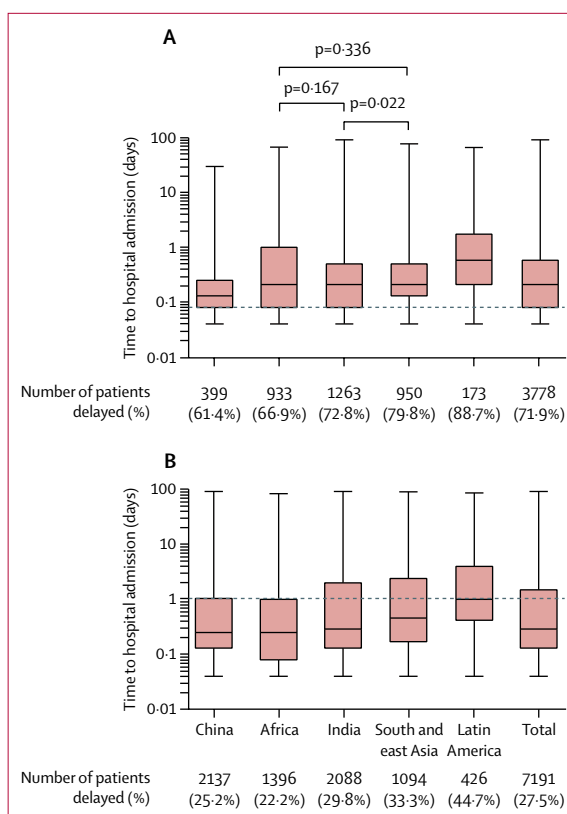 A
p=0·336
p=0·167
p=0·022
Time to hospital admission (days)
100
10
1
0·1
0·01
Number of patients delayed (%)
399 933 1263 950 173 3778
(61·4%) (66·9%) (72·8%) (79·8%) (88·7%) (71·9%)
B
Time to hospital admission (days)
100
10
1
0·1
0·01
China Africa India South and east Asia Latin America Total
Number of patients delayed (%)
2137 1396 2088 1094 426 7191
(25·2%) (22·2%) (29·8%) (33·3%) (44·7%) (27·5%)